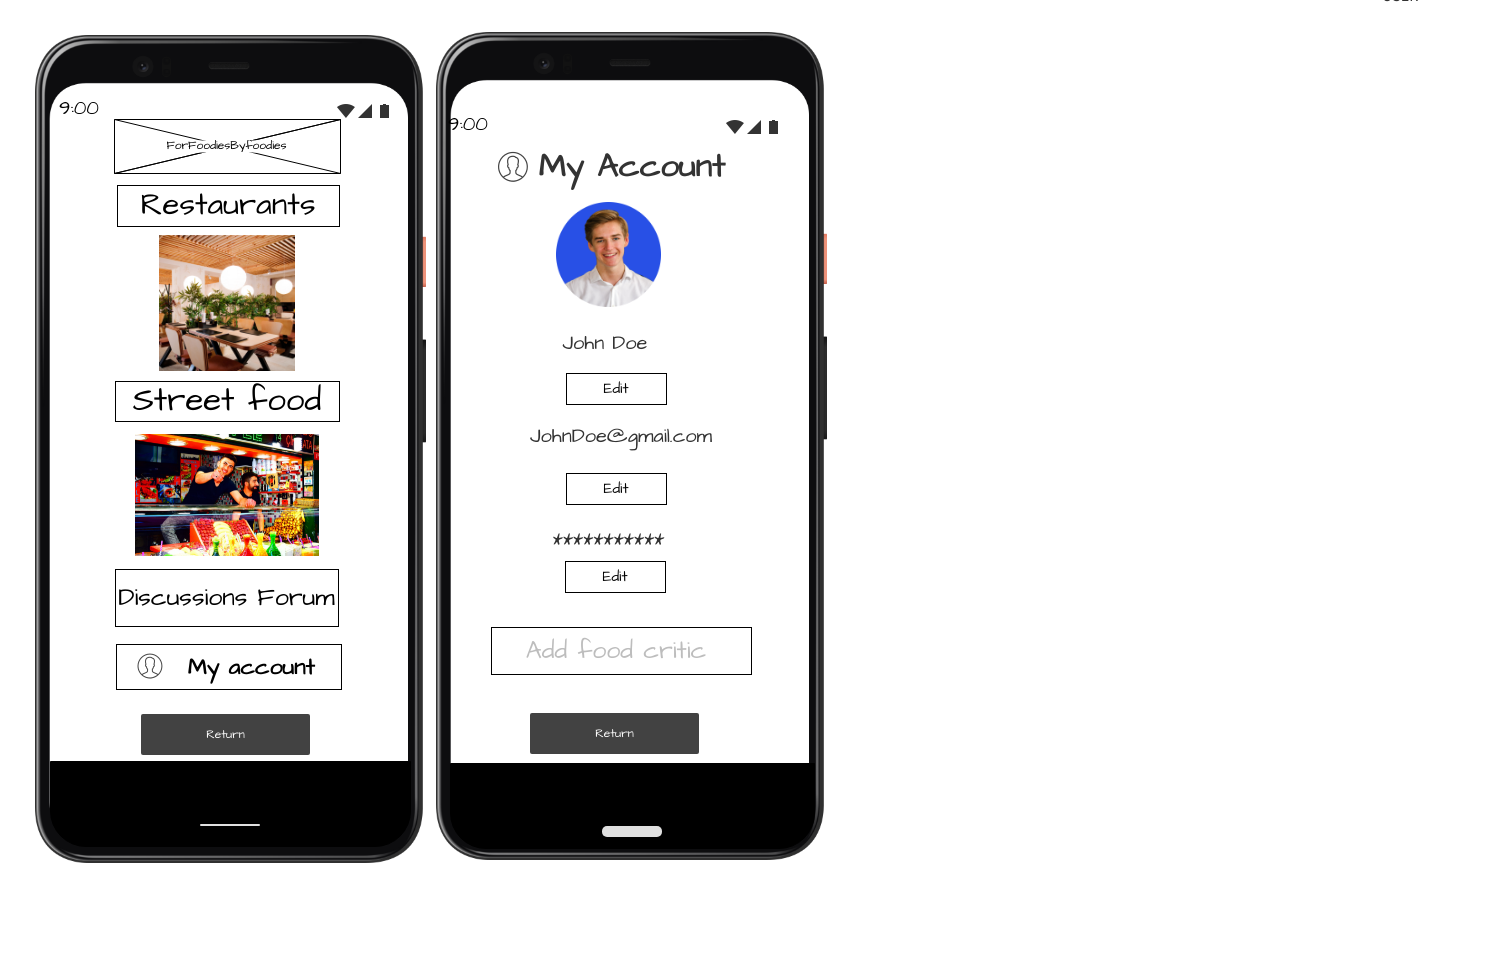 9:00
ForFoodiesByfoodies
Restaurants
Street food
Discussions Forum
My account
Return
9:00
My Account
John Doe
Edit
JohnDoe@gmail.com
Edit
***********
Edit
Add food critic
Return